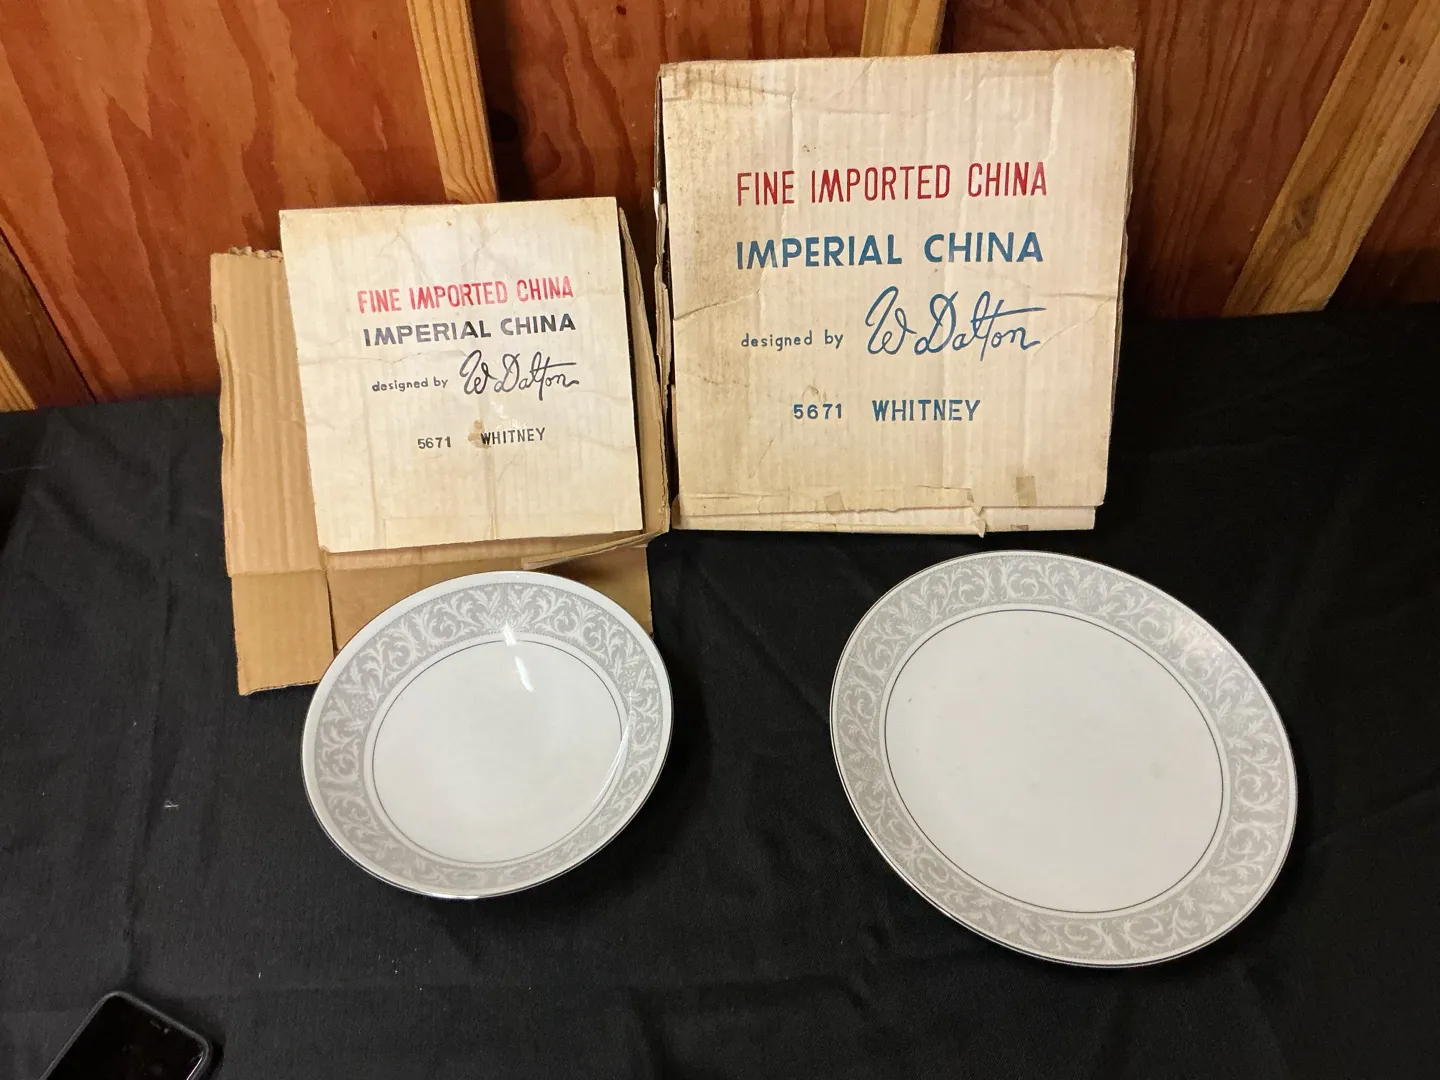 FINE IMPORTED CHINA
IMPERIAL CHINA
designed by W Dalton
5671 WHITNEY
FINE IMPORTED CHINA
IMPERIAL CHINA
designed by W Dalton
5671 WHITNEY